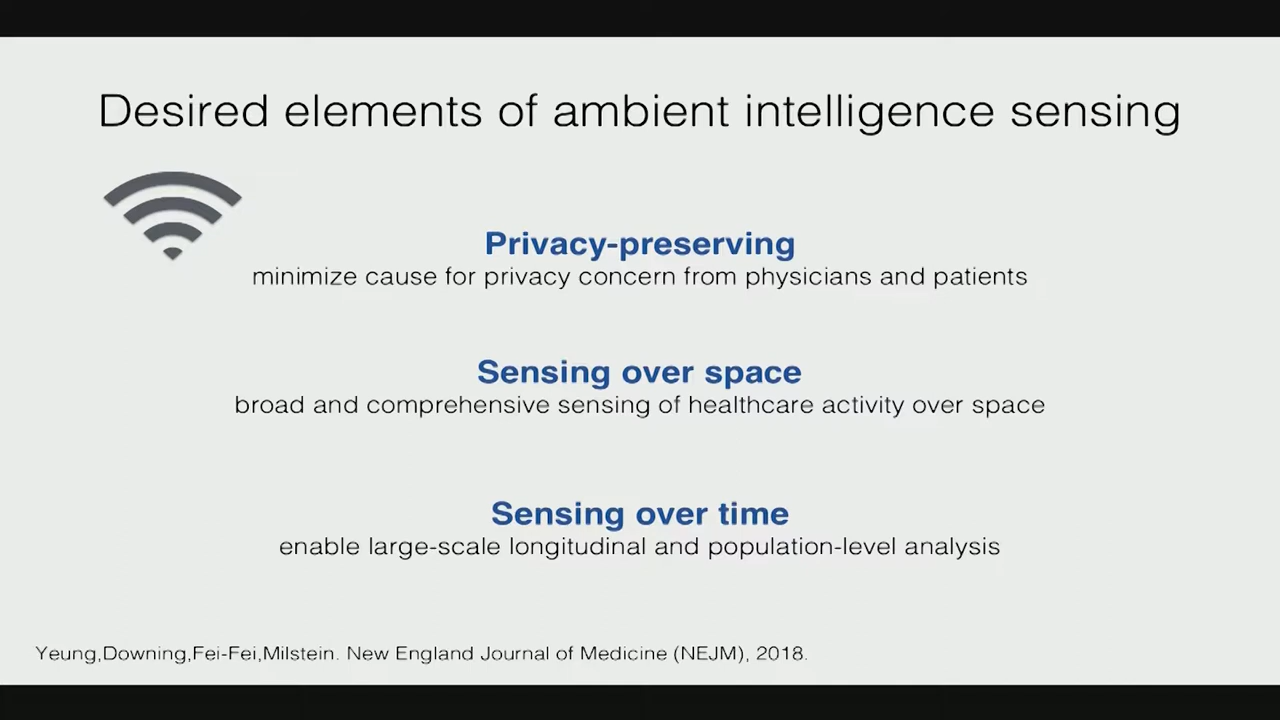 Desired elements of ambient intelligence sensing
Privacy-preserving
minimize cause for privacy concern from physicians and patients
Sensing over space
broad and comprehensive sensing of healthcare activity over space
Sensing over time
enable large-scale longitudinal and population-level analysis
Yeung,Downing,Fei-Fei,Milstein. New England Journal of Medicine (NEJM), 2018.